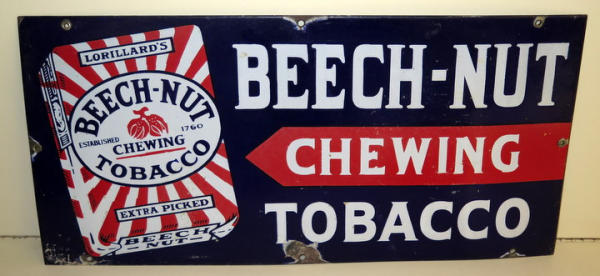 LORILLARD'S
BEECH-NUT
ESTABLISHED 1760
CHEWING
TOBACCO
EXTRA PICKED
BEECH
NUT
BEECH-NUT
CHEWING
TOBACCO